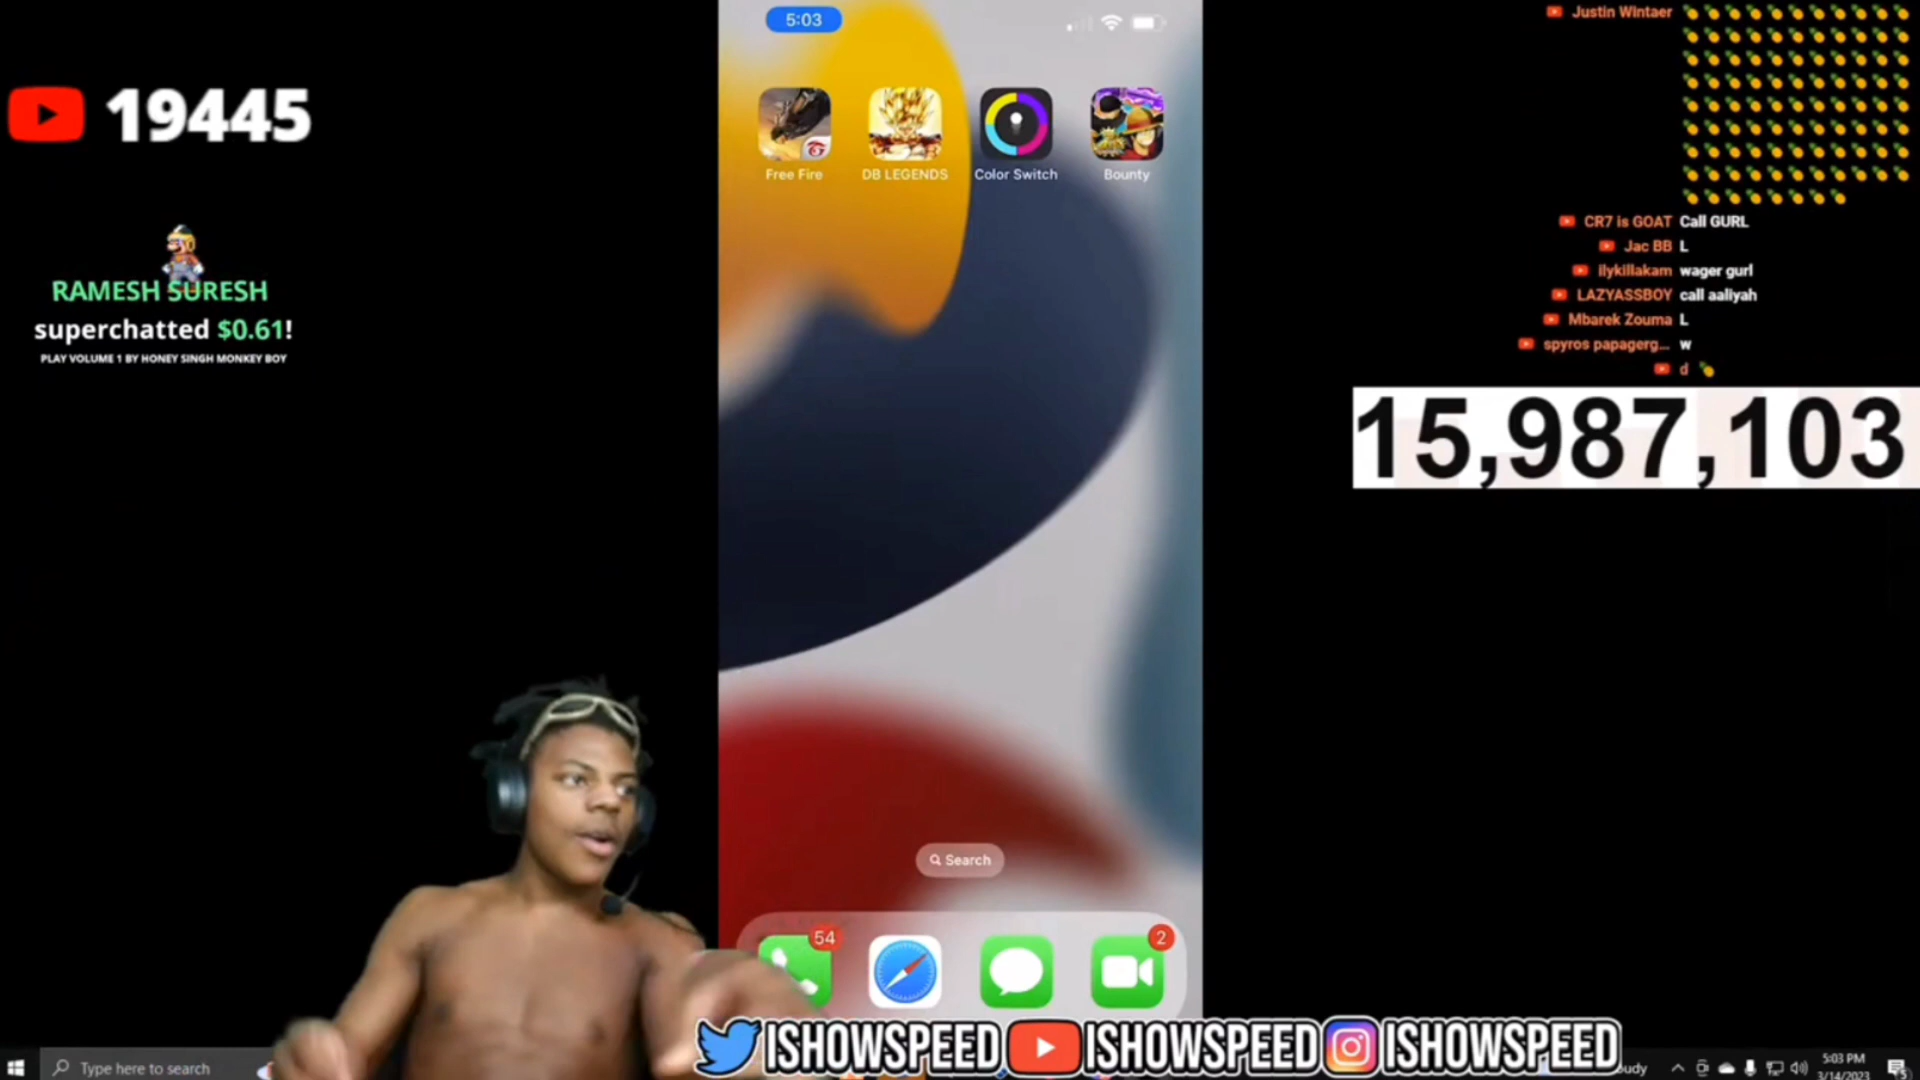 5:03
19445
Free Fire
DB LEGENDS
Color Switch
Bounty
RAMESH SURESH
superchatted $0.61!
PLAY VOLUME 1 BY HONEY SINGH MONKEY BOY
Justin Wintaer
CR7 is GOAT Call GURL
Jac BB L
ilykillakam wager gurl
LAZYASSBOY call aaliyah
Mbarek Zouma L
spyros papagerg... w
d
15,987,103
Search
54
2
ISHOWSPEED ISHOWSPEED ISHOWSPEED
Type here to search
5:03 PM
3/14/2023